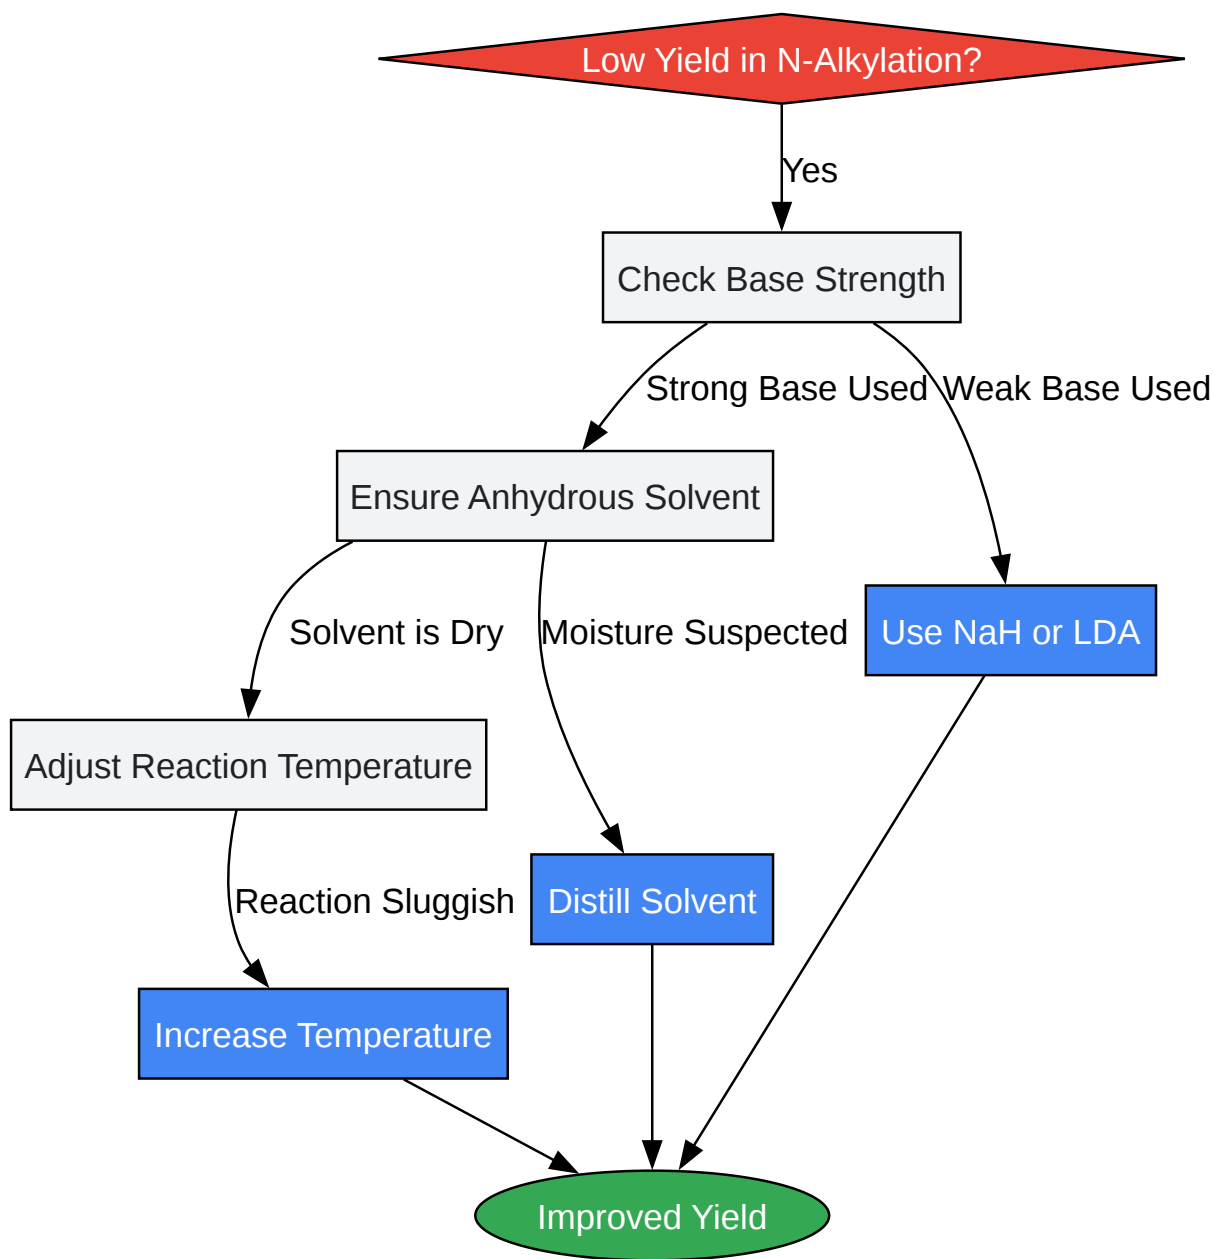 Low Yield in N-Alkylation?
Yes
Check Base Strength
Strong Base Used
Weak Base Used
Ensure Anhydrous Solvent
Solvent is Dry
Moisture Suspected
Use NaH or LDA
Adjust Reaction Temperature
Reaction Sluggish
Distill Solvent
Increase Temperature
Improved Yield